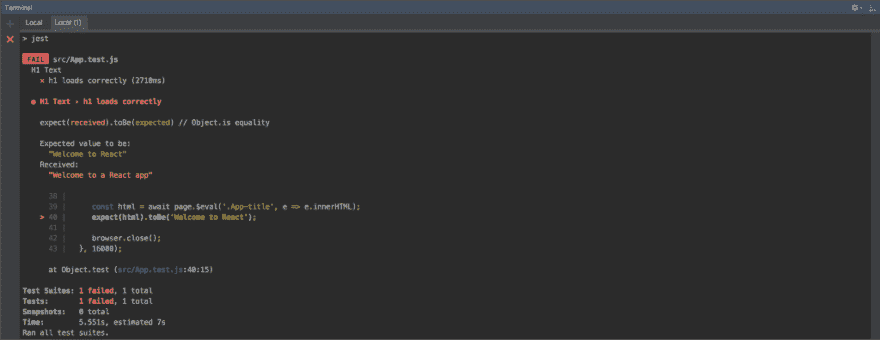 Terminal
Local Local (1)
> jest
FAIL src/App.test.js
H1 Text
✕ h1 loads correctly (2710ms)
● H1 Text › h1 loads correctly
expect(received).toBe(expected) // Object.is equality
Expected value to be:
"Welcome to React"
Received:
"Welcome to a React app"
38 |
39 | const html = await page.$eval('.App-title', e => e.innerHTML);
> 40 | expect(html).toBe('Welcome to React');
41 |
42 | browser.close();
43 | }, 16000);
at Object.test (src/App.test.js:40:15)
Test Suites: 1 failed, 1 total
Tests: 1 failed, 1 total
Snapshots: 0 total
Time: 5.551s, estimated 7s
Ran all test suites.